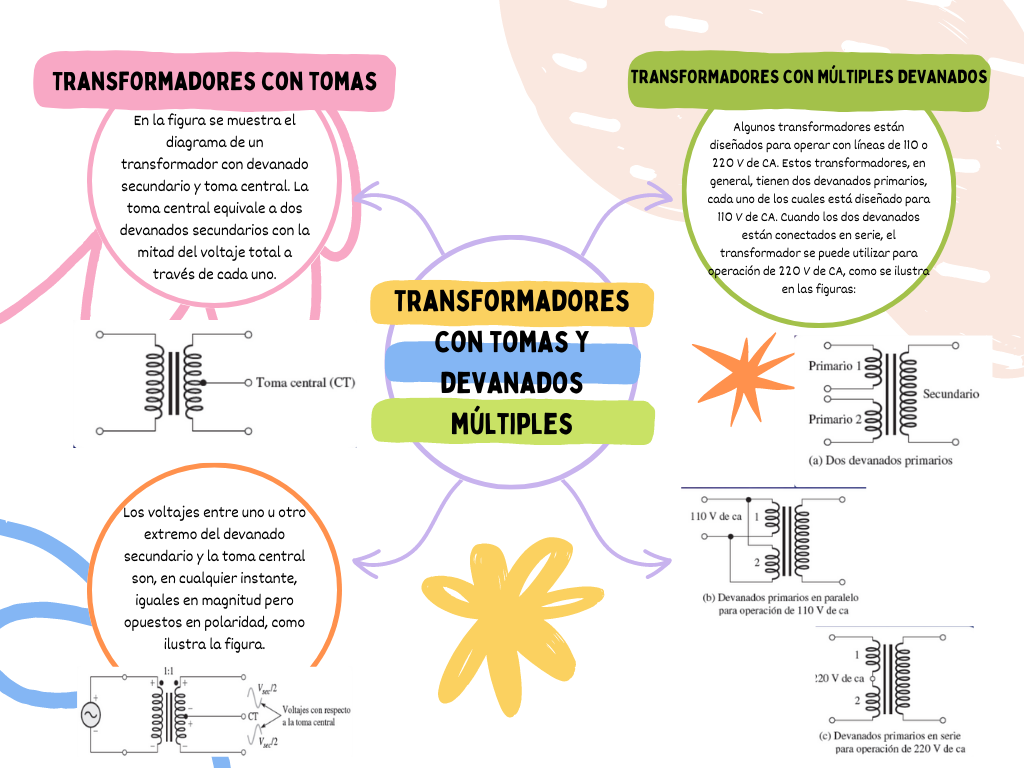 TRANSFORMADORES CON TOMAS
En la figura se muestra el
diagrama de un
transformador con devanado
secundario y toma central. La
toma central equivale a dos
devanados secundarios con la
mitad del voltaje total a
través de cada uno.
Toma central (CT)
TRANSFORMADORES
CON TOMAS Y
DEVANADOS
MÚLTIPLES
TRANSFORMADORES CON MÚLTIPLES DEVANADOS
Algunos transformadores están
diseñados para operar con líneas de 110 o
220 V de CA. Estos transformadores, en
general, tienen dos devanados primarios,
cada uno de los cuales está diseñado para
110 V de CA. Cuando los dos devanados
están conectados en serie, el
transformador se puede utilizar para
operación de 220 V de CA, como se ilustra
en las figuras:
Primario 1
Secundario
Primario 2
(a) Dos devanados primarios
110 V de ca
1
2
(b) Devanados primarios en paralelo
para operación de 110 V de ca
1
220 V de ca
2
(c) Devanados primarios en serie
para operación de 220 V de ca
Los voltajes entre uno u otro
extremo del devanado
secundario y la toma central
son, en cualquier instante,
iguales en magnitud pero
opuestos en polaridad, como
ilustra la figura.
1:1
+ + +
Vsec/2
+ − 
CT
Voltajes con respecto
a la toma central
− +
Vsec/2
− −